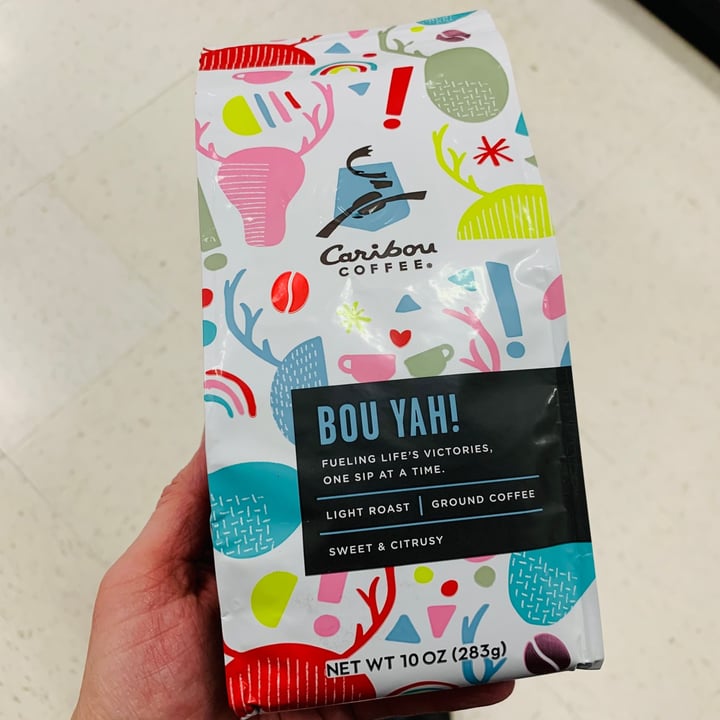 Caribou
COFFEE®
BOU YAH!
FUELING LIFE'S VICTORIES,
ONE SIP AT A TIME.
LIGHT ROAST | GROUND COFFEE
SWEET & CITRUSY
NET WT 10 OZ (283g)